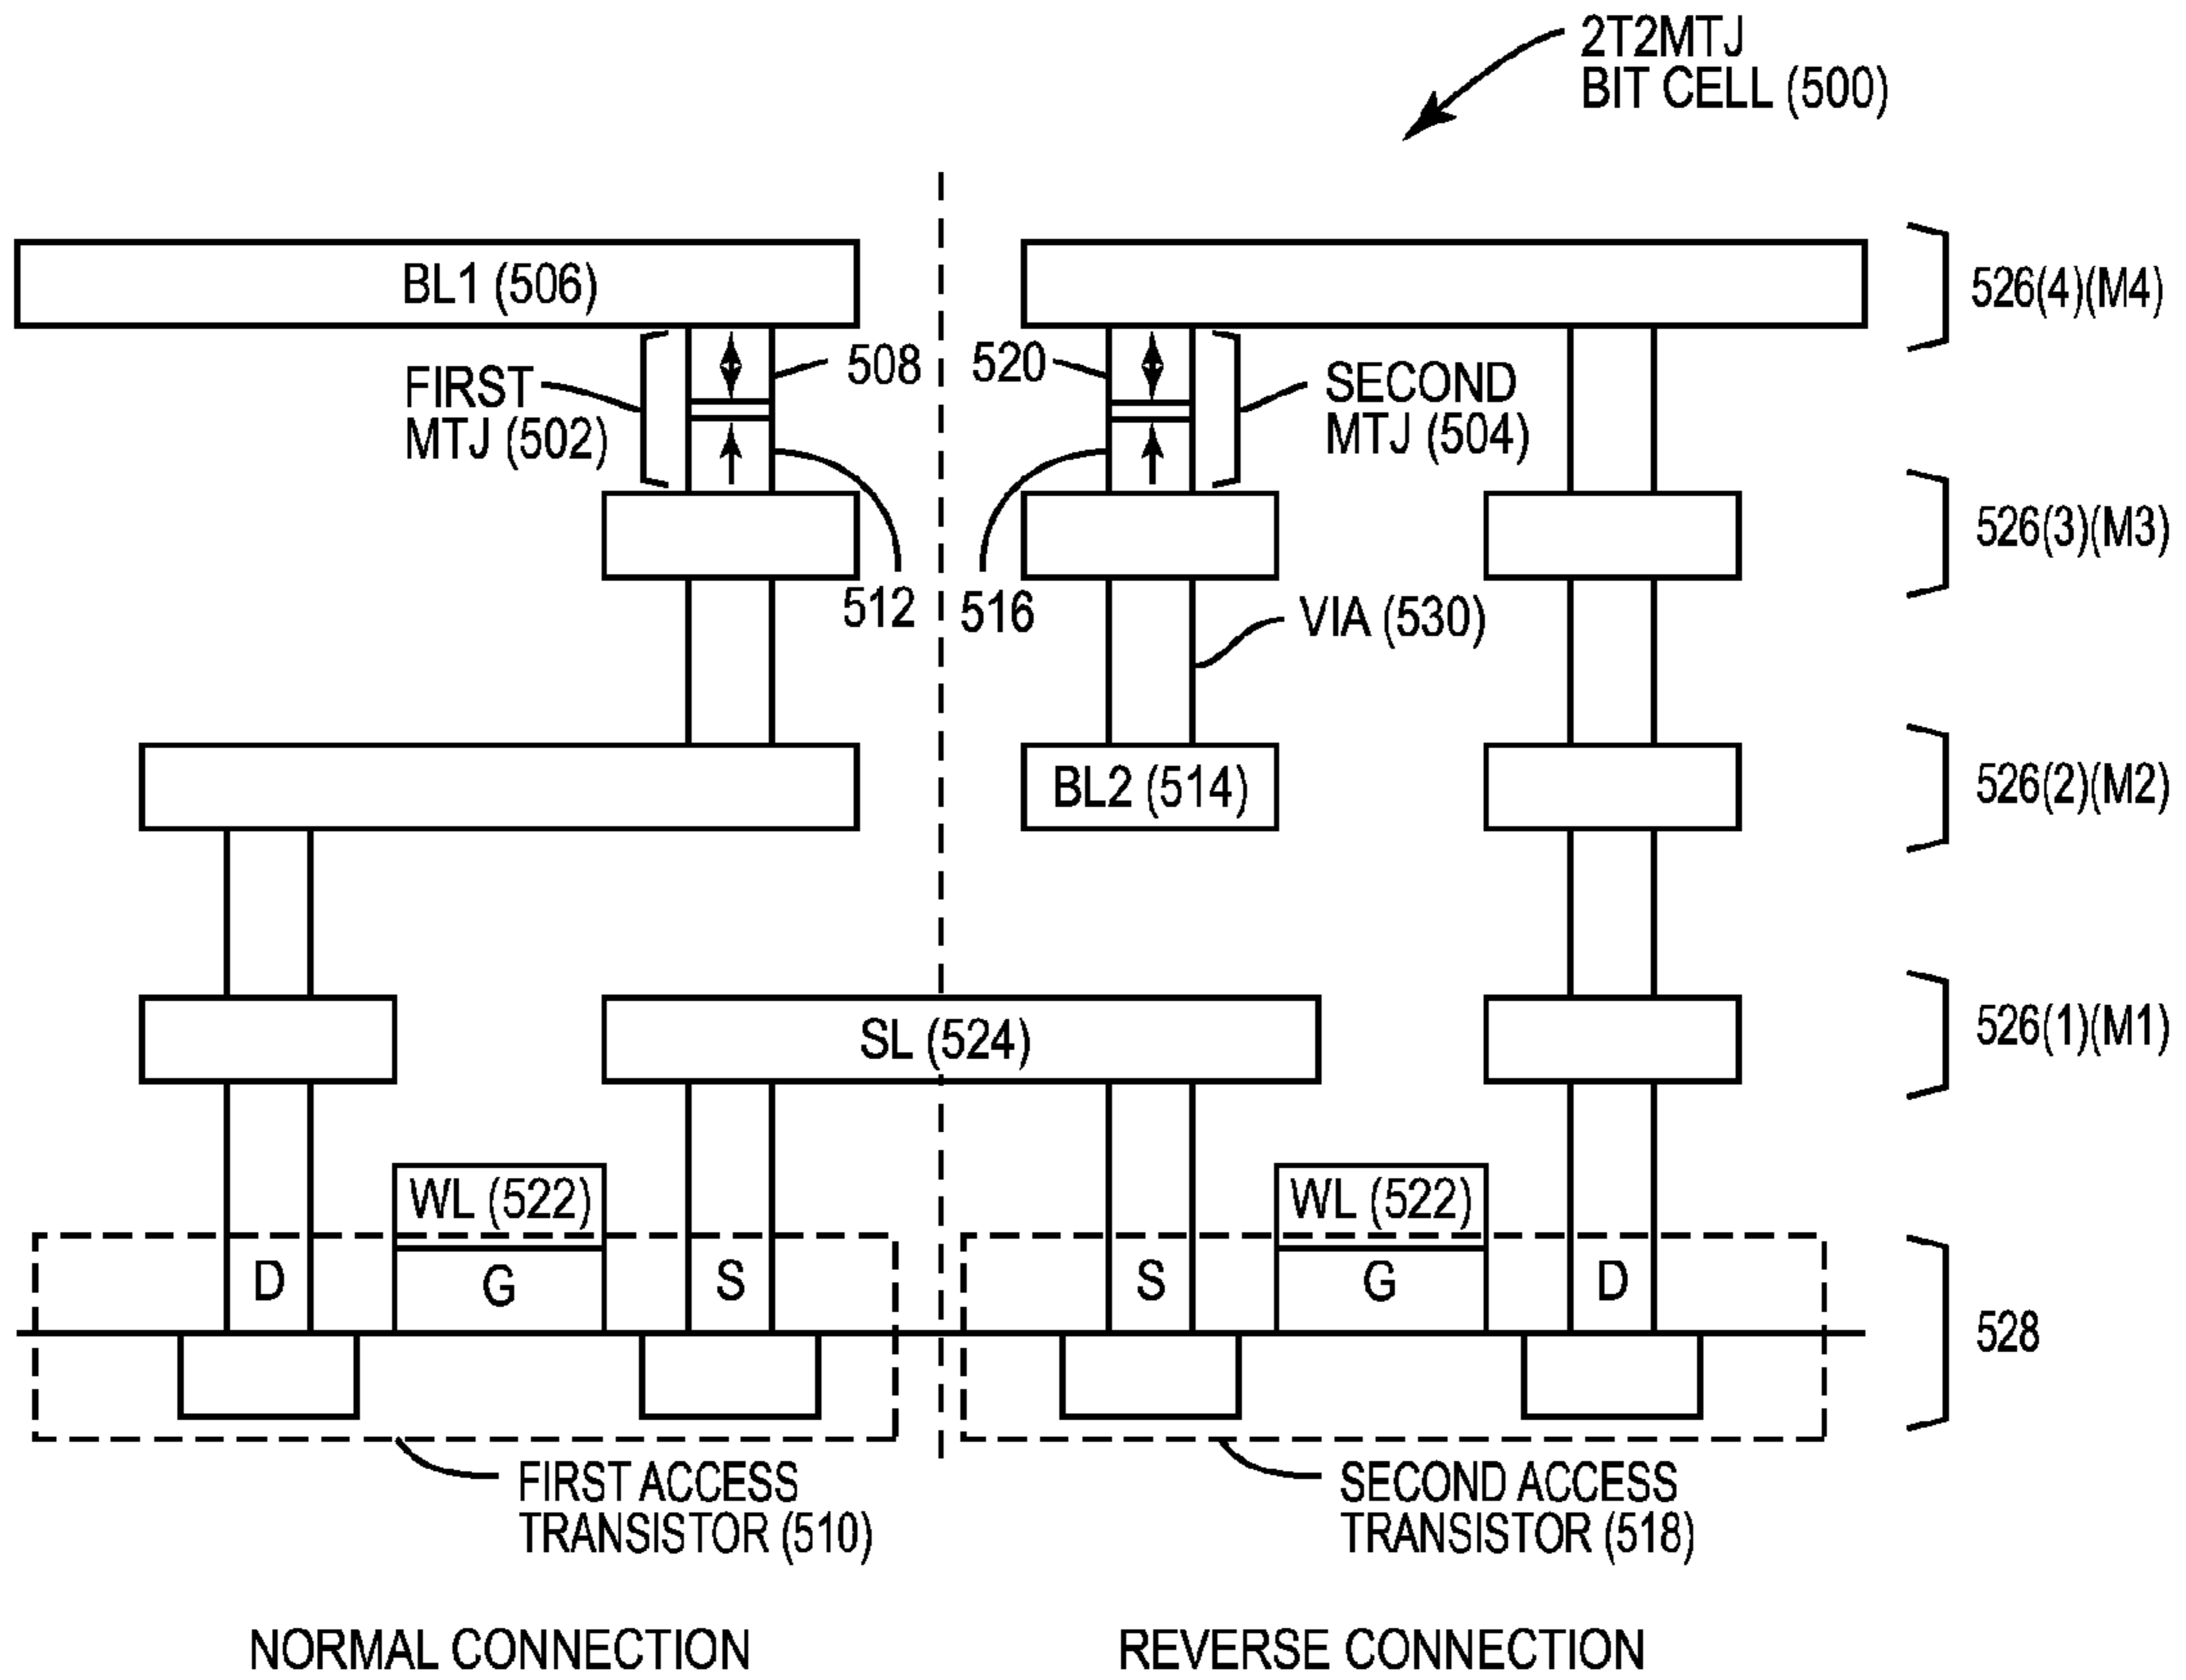 2T2MTJ
BIT CELL (500)
BL1 (506)
526(4)(M4)
FIRST
MTJ (502)
508
520
SECOND
MTJ (504)
526(3)(M3)
512
516
VIA (530)
BL2 (514)
526(2)(M2)
SL (524)
526(1)(M1)
WL (522)
WL (522)
D
G
S
S
G
D
528
FIRST ACCESS
TRANSISTOR (510)
SECOND ACCESS
TRANSISTOR (518)
NORMAL CONNECTION
REVERSE CONNECTION